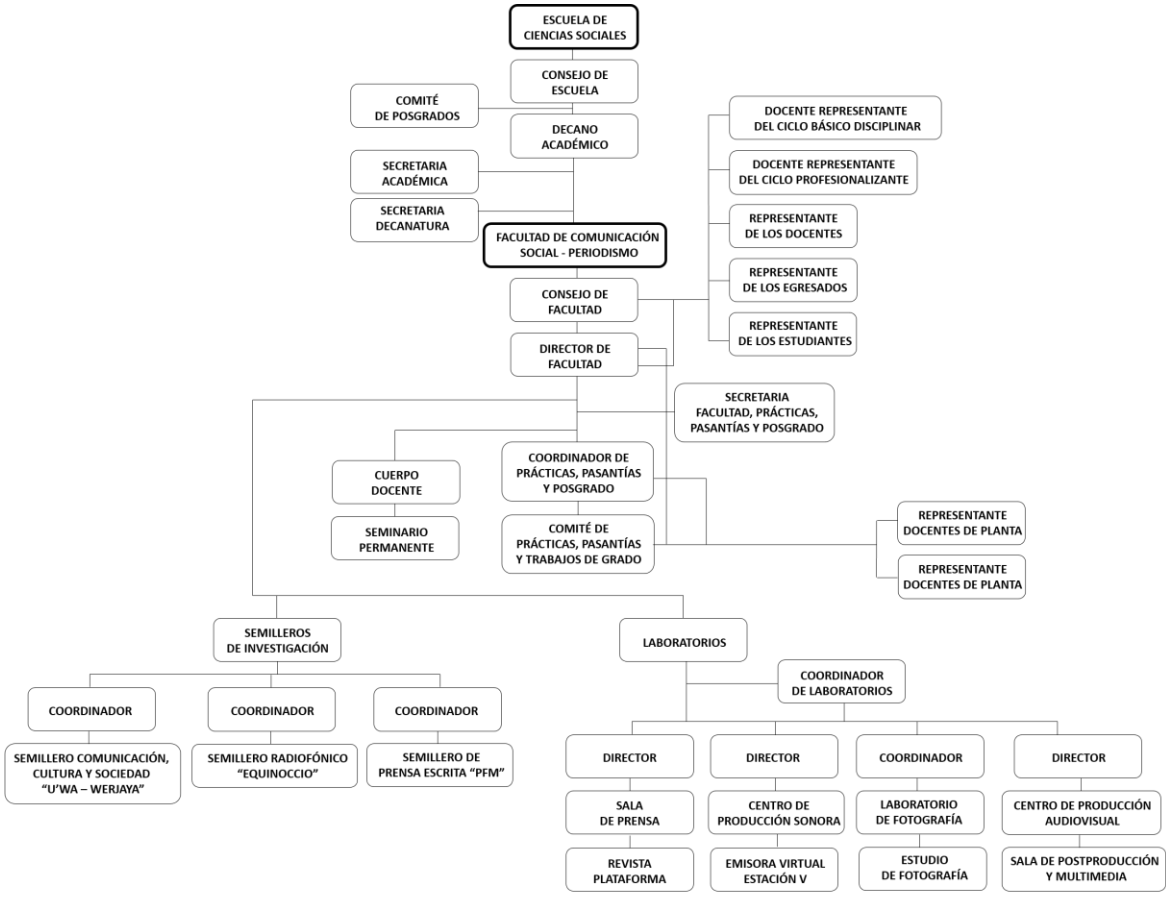 ESCUELA DE
CIENCIAS SOCIALES
CONSEJO DE
ESCUELA
COMITÉ
DE POSGRADOS
DECANO
ACADÉMICO
SECRETARIA
ACADÉMICA
SECRETARIA
DECANATURA
FACULTAD DE COMUNICACIÓN
SOCIAL - PERIODISMO
CONSEJO DE
FACULTAD
DOCENTE REPRESENTANTE
DEL CICLO BÁSICO DISCIPLINAR
DOCENTE REPRESENTANTE
DEL CICLO PROFESIONALIZANTE
REPRESENTANTE
DE LOS DOCENTES
REPRESENTANTE
DE LOS EGRESADOS
REPRESENTANTE
DE LOS ESTUDIANTES
DIRECTOR DE
FACULTAD
SECRETARIA
FACULTAD, PRÁCTICAS,
PASANTÍAS Y POSGRADO
CUERPO
DOCENTE
SEMINARIO
PERMANENTE
COORDINADOR DE
PRÁCTICAS, PASANTÍAS
Y POSGRADO
COMITÉ DE
PRÁCTICAS, PASANTÍAS
Y TRABAJOS DE GRADO
REPRESENTANTE
DOCENTES DE PLANTA
REPRESENTANTE
DOCENTES DE PLANTA
SEMILLEROS
DE INVESTIGACIÓN
COORDINADOR
SEMILLERO COMUNICACIÓN,
CULTURA Y SOCIEDAD
“U’WA – WERJAYA”
COORDINADOR
SEMILLERO RADIOFÓNICO
“EQUINOCCIO”
COORDINADOR
SEMILLERO DE
PRENSA ESCRITA “PFM”
LABORATORIOS
COORDINADOR
DE LABORATORIOS
DIRECTOR
SALA
DE PRENSA
REVISTA
PLATAFORMA
DIRECTOR
CENTRO DE
PRODUCCIÓN SONORA
EMISORA VIRTUAL
ESTACIÓN V
COORDINADOR
LABORATORIO
DE FOTOGRAFÍA
ESTUDIO
DE FOTOGRAFÍA
DIRECTOR
CENTRO DE PRODUCCIÓN
AUDIOVISUAL
SALA DE POSTPRODUCCIÓN
Y MULTIMEDIA